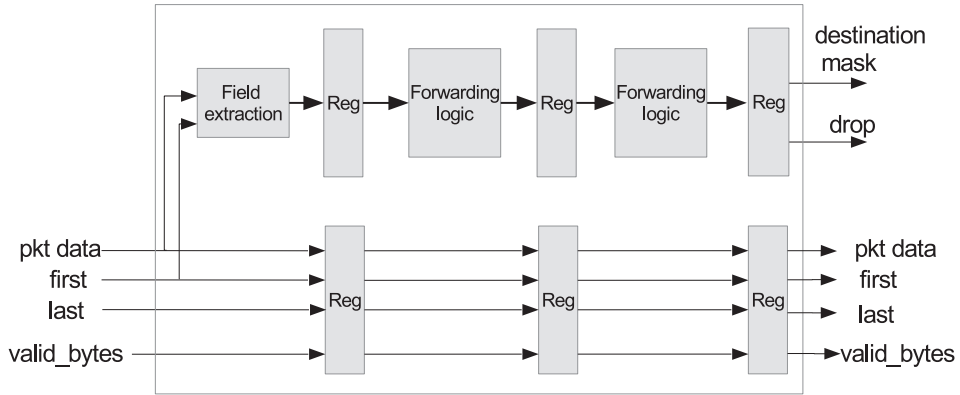 destination
mask
Field
extraction
Reg
Forwarding
logic
Reg
Forwarding
logic
Reg
drop
pkt data
first
last
valid_bytes
Reg
Reg
Reg
pkt data
first
last
valid_bytes